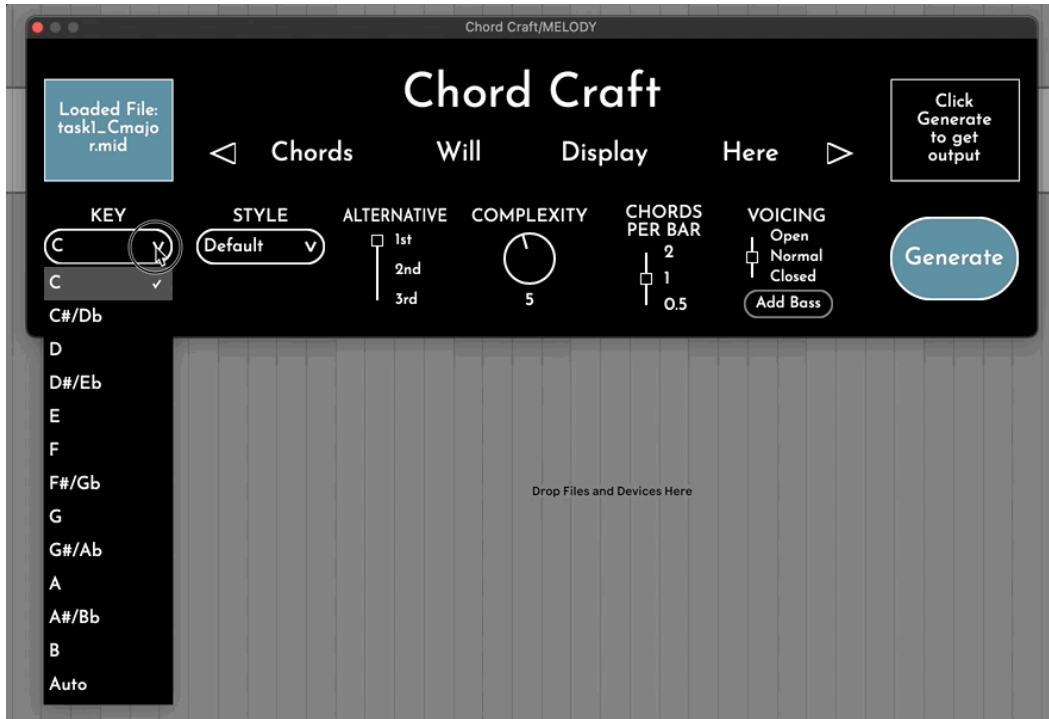 Chord Craft/MELODY
Chord Craft
Loaded File:
task1_Cmajo
r.mid
Chords Will Display Here
Click
Generate
to get
output
KEY
C
STYLE
Default
ALTERNATIVE
1st
2nd
3rd
COMPLEXITY
5
CHORDS
PER BAR
2
1
0.5
VOICING
Open
Normal
Closed
Add Bass
Generate
C
C#/Db
D
D#/Eb
E
F
F#/Gb
G
G#/Ab
A
A#/Bb
B
Auto
Drop Files and Devices Here